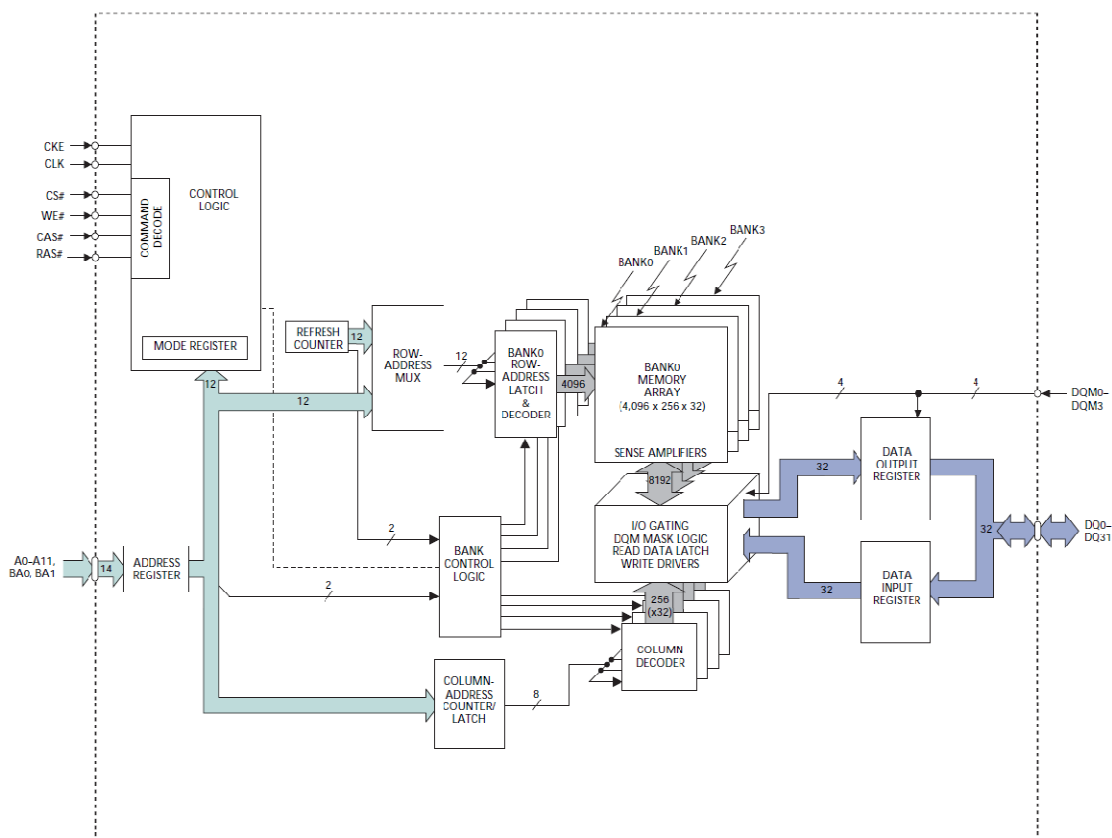 CKE
CLK
CS#
WE#
CAS#
RAS#
CONTROL
LOGIC
COMMAND
DECODE
MODE REGISTER
12
REFRESH
COUNTER
12
12
ROW-
ADDRESS
MUX
12
BANK0
ROW-
ADDRESS
LATCH
&
DECODER
4096
BANK0
BANK1
BANK2
BANK3
BANK0
MEMORY
ARRAY
(4,096 x 256 x 32)
SENSE AMPLIFIERS
8192
I/O GATING
DQM MASK LOGIC
READ DATA LATCH
WRITE DRIVERS
256
(x32)
COLUMN
DECODER
4
4
DQM0–
DQM3
32
DATA
OUTPUT
REGISTER
32
DQ0–
DQ31
32
DATA
INPUT
REGISTER
A0–A11,
BA0, BA1
14
ADDRESS
REGISTER
2
2
BANK
CONTROL
LOGIC
COLUMN-
ADDRESS
COUNTER/
LATCH
8